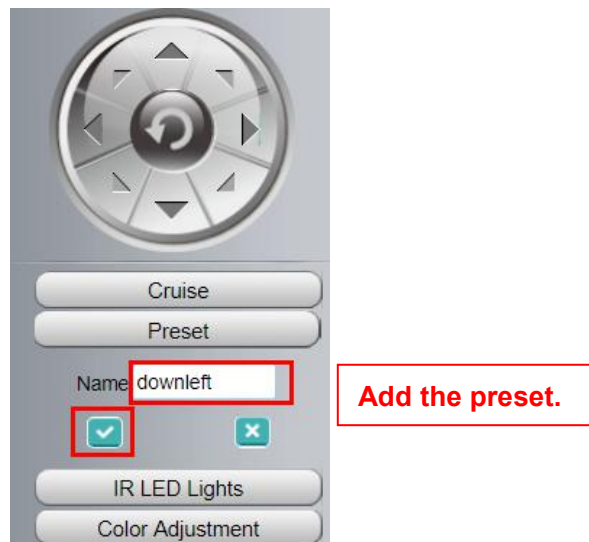 Cruise
Preset
Name downleft
Add the preset.
IR LED Lights
Color Adjustment